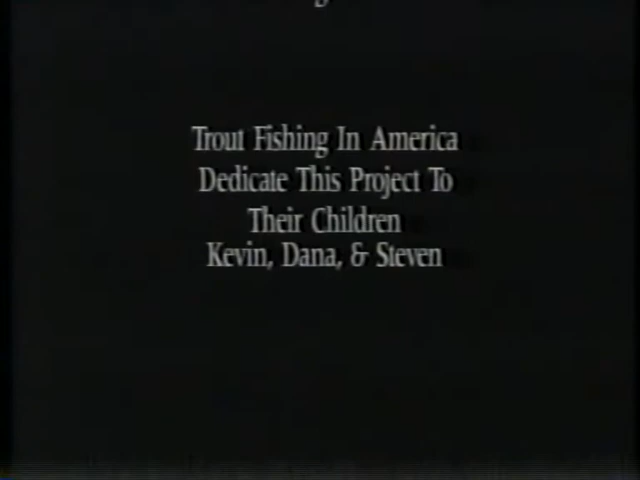 Trout Fishing In America
Dedicate This Project To
Their Children
Kevin, Dana, & Steven